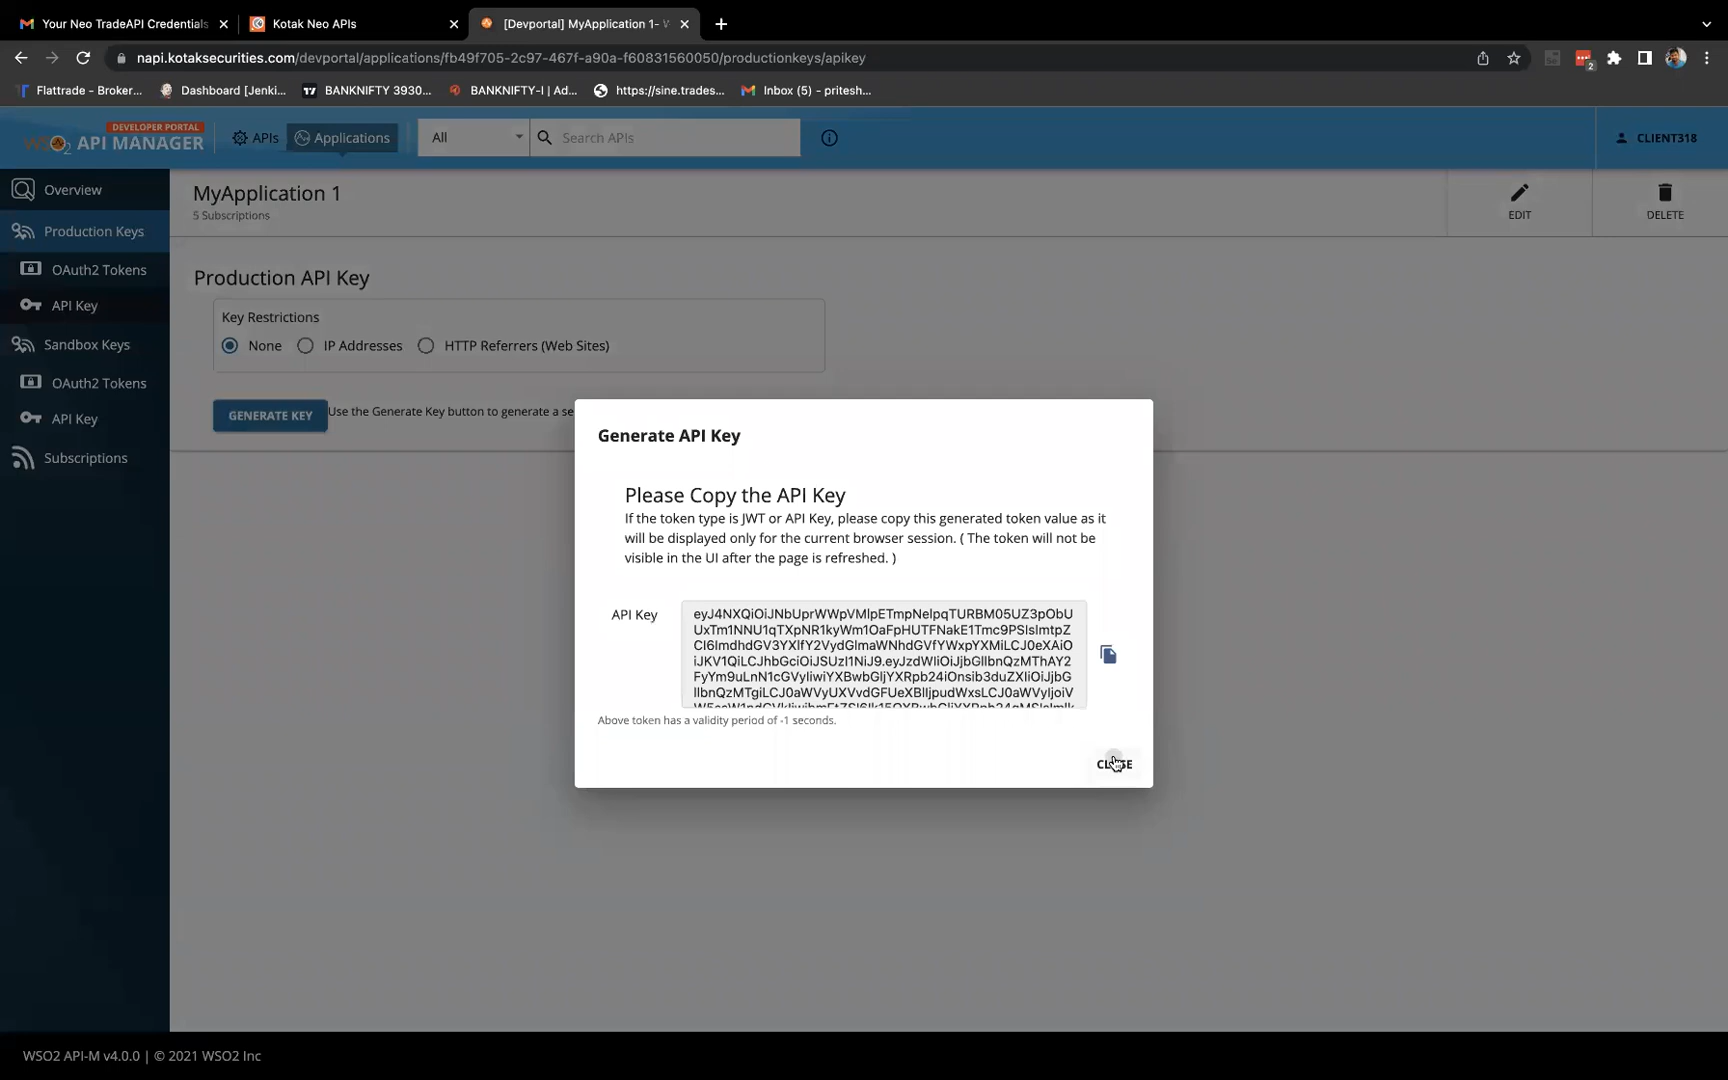 Your Neo TradeAPI Credentials
Kotak Neo APIs
[Devportal] MyApplication 1-
napi.kotaksecurities.com/devportal/applications/fb49f705-2c97-467f-a90a-f60831560050/productionkeys/apikey
2
Flattrade - Broker...
Dashboard [Jenki...
BANKNIFTY 3930...
BANKNIFTY-I | Ad...
https://sine.trades...
Inbox (5) - pritesh...
DEVELOPER PORTAL
WSO2 API MANAGER
APIs
Applications
All
Search APIs
CLIENT318
Overview
Production Keys
OAuth2 Tokens
API Key
Sandbox Keys
OAuth2 Tokens
API Key
Subscriptions
MyApplication 1
5 Subscriptions
EDIT
DELETE
Production API Key
Key Restrictions
None
IP Addresses
HTTP Referrers (Web Sites)
GENERATE KEY
Use the Generate Key button to generate a se
Generate API Key
Please Copy the API Key
If the token type is JWT or API Key, please copy this generated token value as it
will be displayed only for the current browser session. ( The token will not be
visible in the UI after the page is refreshed. )
API Key
Above token has a validity period of -1 seconds.
WSO2 API-M v4.0.0 | © 2021 WSO2 Inc